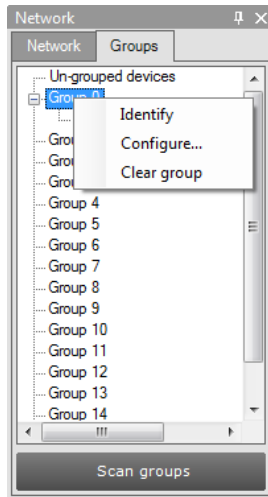 Network
Network Groups
Un-grouped devices
Group 0
Identify
Configure...
Clear group
Group 4
Group 5
Group 6
Group 7
Group 8
Group 9
Group 10
Group 11
Group 12
Group 13
Group 14
Scan groups